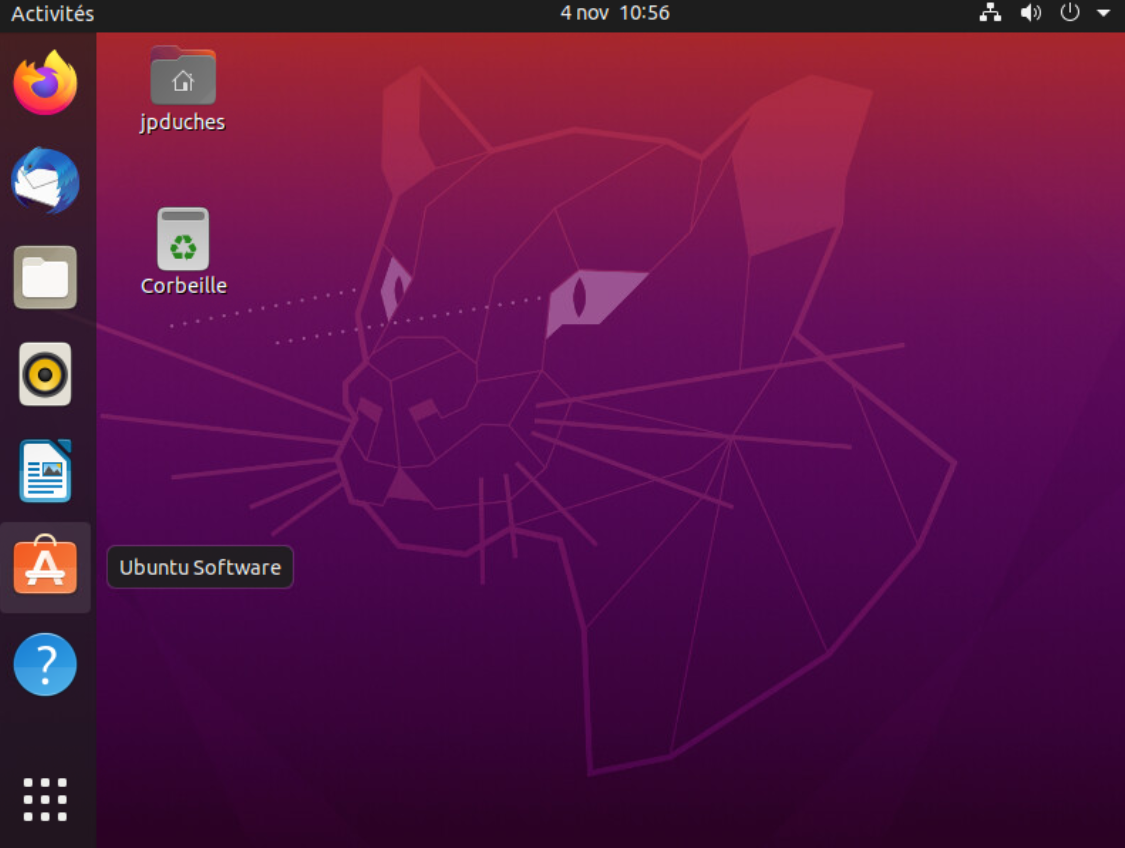 Activités
4 nov 10:56
jpduches
Corbeille
Ubuntu Software